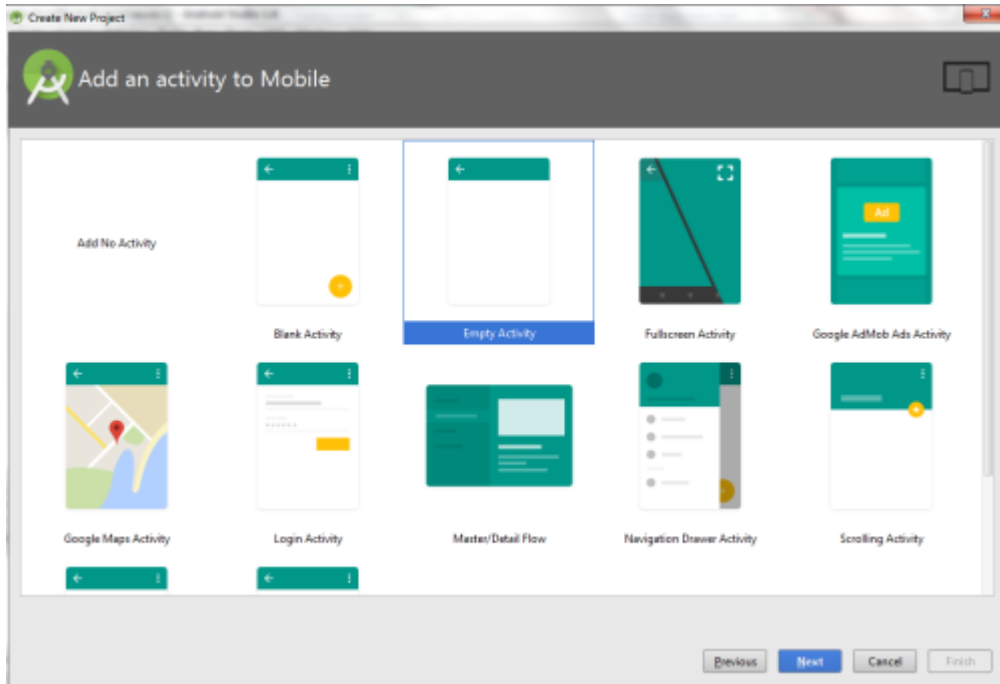 Create New Project
Add an activity to Mobile
Add No Activity
Blank Activity
Empty Activity
Fullscreen Activity
Ad
Google AdMob Ads Activity
Google Maps Activity
Login Activity
Master/Detail Flow
Navigation Drawer Activity
Scrolling Activity
Previous
Next
Cancel
Finish